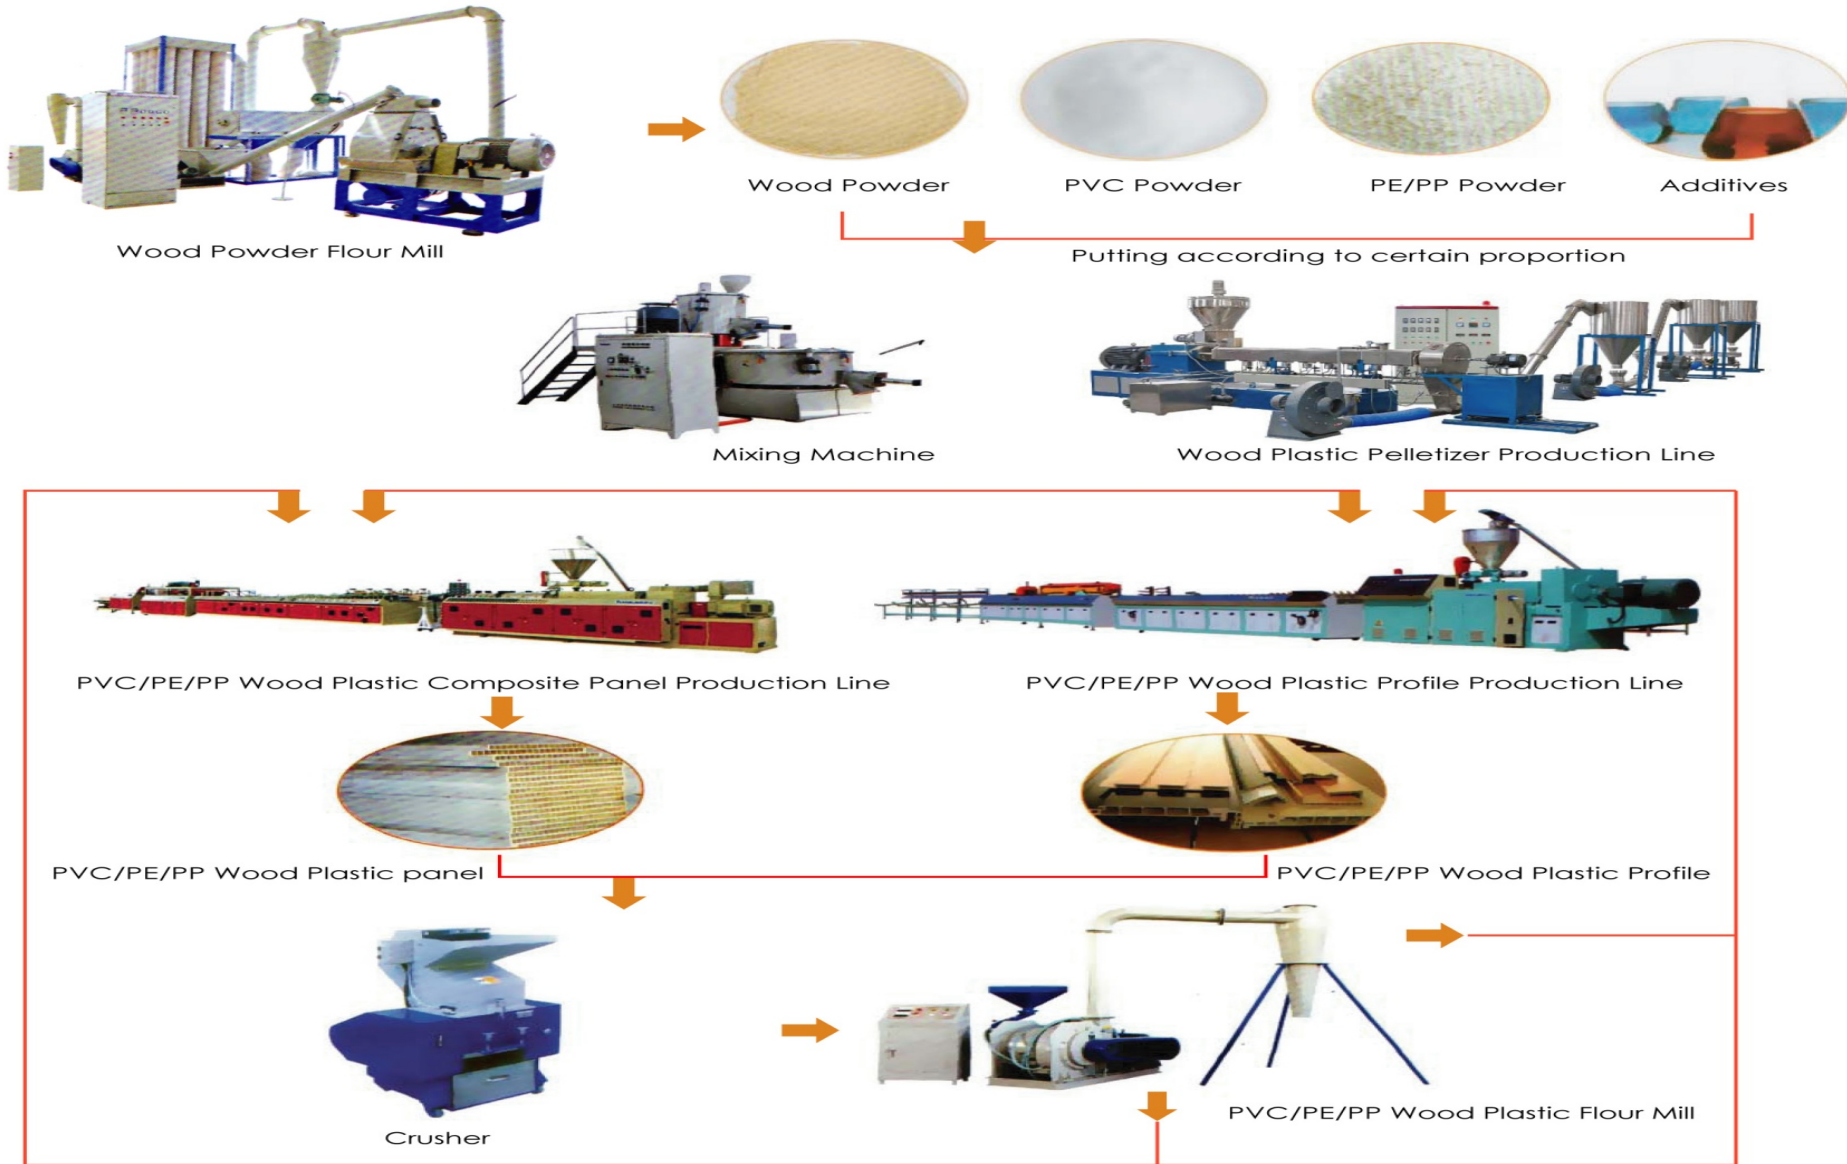 Wood Powder
PVC Powder
PE/PP Powder
Additives
Wood Powder Flour Mill
Putting according to certain proportion
Mixing Machine
Wood Plastic Pelletizer Production Line
PVC/PE/PP Wood Plastic Composite Panel Production Line
PVC/PE/PP Wood Plastic Profile Production Line
PVC/PE/PP Wood Plastic panel
PVC/PE/PP Wood Plastic Profile
PVC/PE/PP Wood Plastic Flour Mill
Crusher